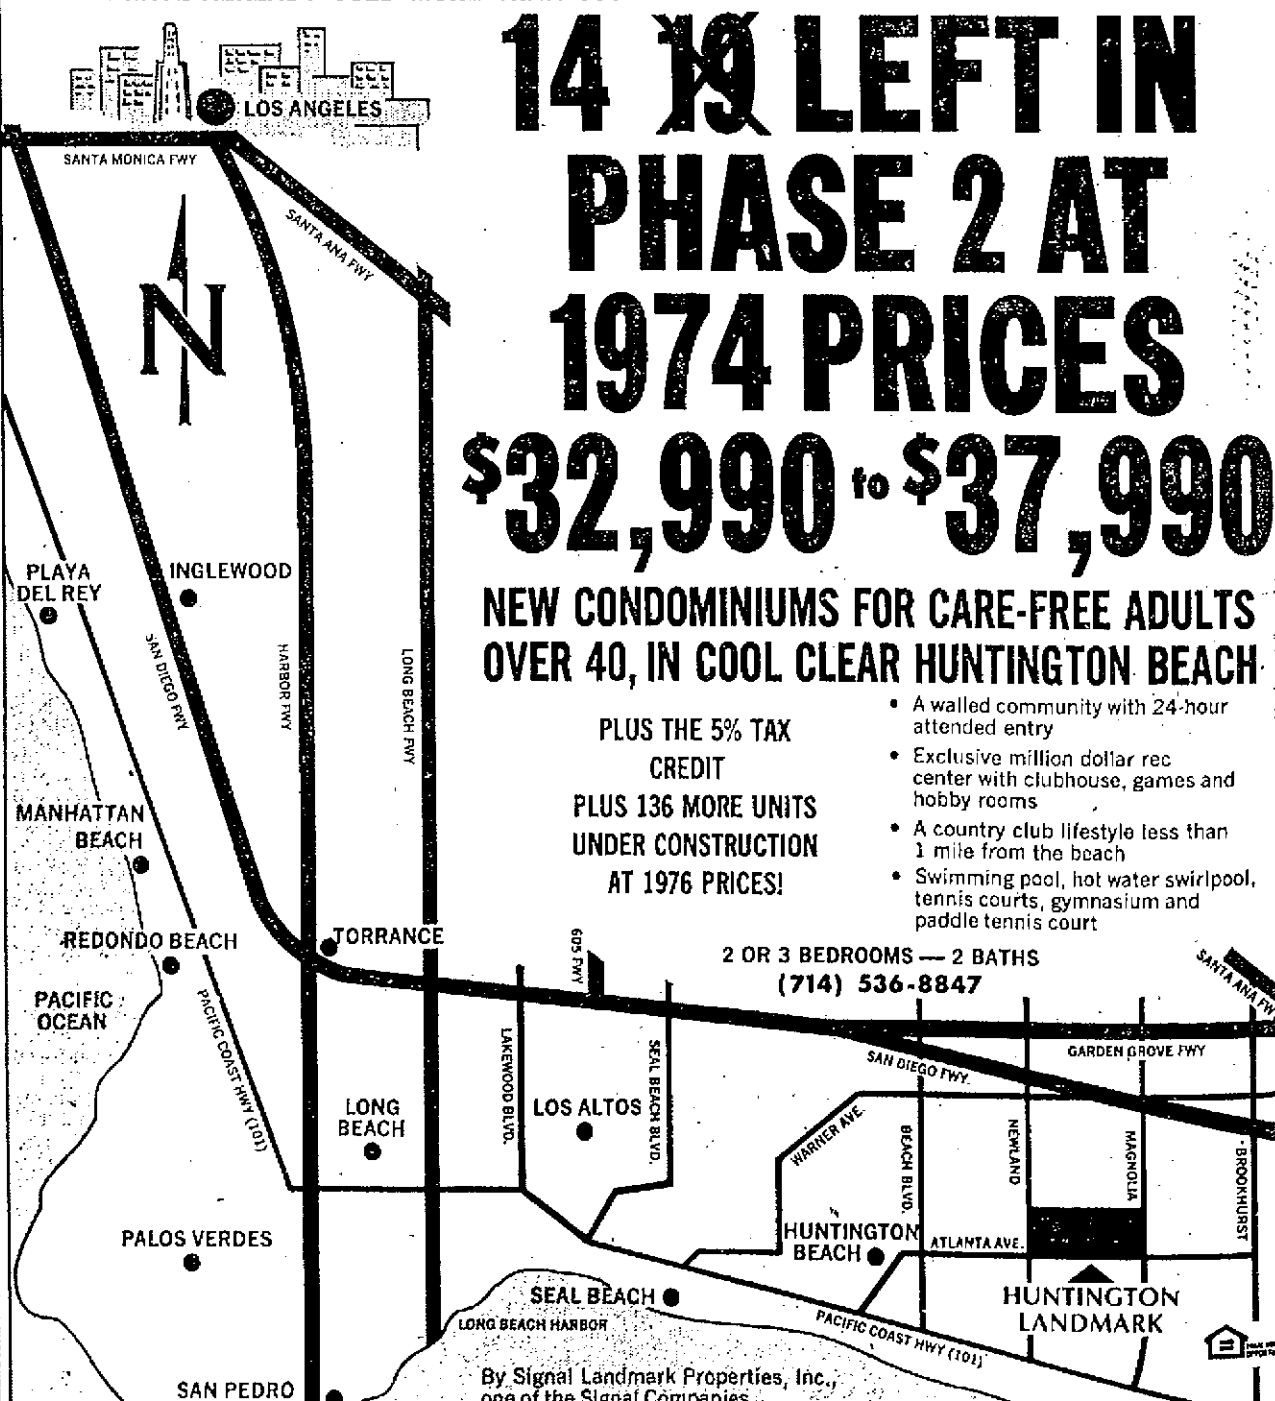 14 19 LEFT IN
PHASE 2 AT
1974 PRICES
$32,990 to $37,990
NEW CONDOMINIUMS FOR CARE-FREE ADULTS
OVER 40, IN COOL CLEAR HUNTINGTON BEACH
PLUS THE 5% TAX
CREDIT
PLUS 136 MORE UNITS
UNDER CONSTRUCTION
AT 1976 PRICES!
• A walled community with 24-hour
attended entry
• Exclusive million dollar rec
center with clubhouse, games and
hobby rooms
• A country club lifestyle less than
1 mile from the beach
• Swimming pool, hot water swirlpool,
tennis courts, gymnasium and
paddle tennis court
2 OR 3 BEDROOMS — 2 BATHS
(714) 536-8847
LOS ANGELES
SANTA MONICA FWY
SANTA ANA FWY
N
PLAYA
DEL REY
INGLEWOOD
SAN DIEGO FWY
HARBOR FWY
LONG BEACH FWY
MANHATTAN
BEACH
REDONDO BEACH
TORRANCE
605 FWY
SANTA ANA FWY
PACIFIC
OCEAN
PACIFIC COAST HWY (101)
LAKEWOOD BLVD.
SEAL BEACH BLVD.
SAN DIEGO FWY.
GARDEN GROVE FWY
LONG
BEACH
LOS ALTOS
WARNER AVE.
BEACH BLVD.
NEWLAND
MAGNOLIA
BROOKHURST
PALOS VERDES
HUNTINGTON
BEACH
ATLANTA AVE.
SEAL BEACH
LONG BEACH HARBOR
PACIFIC COAST HWY (101)
HUNTINGTON
LANDMARK
SAN PEDRO
By Signal Landmark Properties, Inc.,
one of the Signal Companies